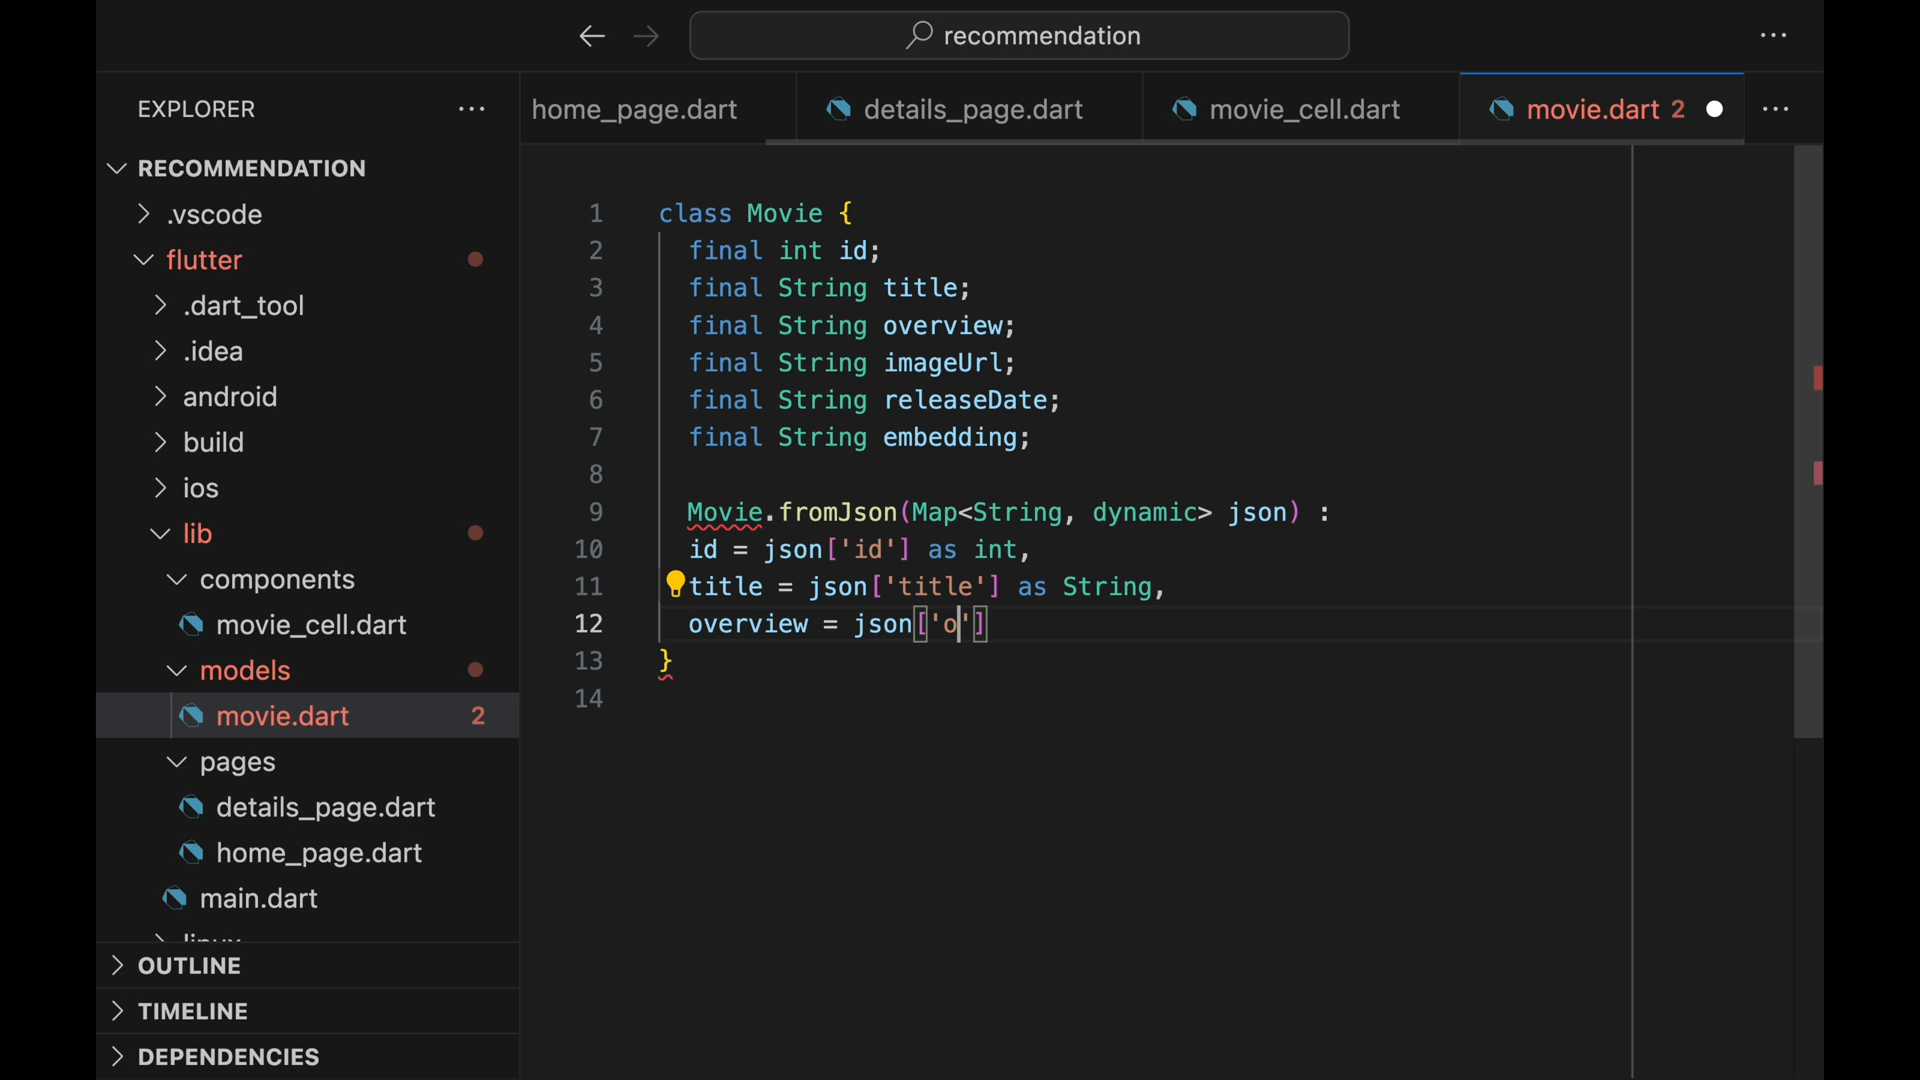 recommendation
EXPLORER
RECOMMENDATION
.vscode
flutter
.dart_tool
.idea
android
build
ios
lib
components
movie_cell.dart
models
movie.dart 2
pages
details_page.dart
home_page.dart
main.dart
linux
OUTLINE
TIMELINE
DEPENDENCIES
home_page.dart
details_page.dart
movie_cell.dart
movie.dart 2
1 class Movie {
2 final int id;
3 final String title;
4 final String overview;
5 final String imageUrl;
6 final String releaseDate;
7 final String embedding;
8
9 Movie.fromJson(Map<String, dynamic> json) :
10 id = json['id'] as int,
11 title = json['title'] as String,
12 overview = json['o']
13 }
14